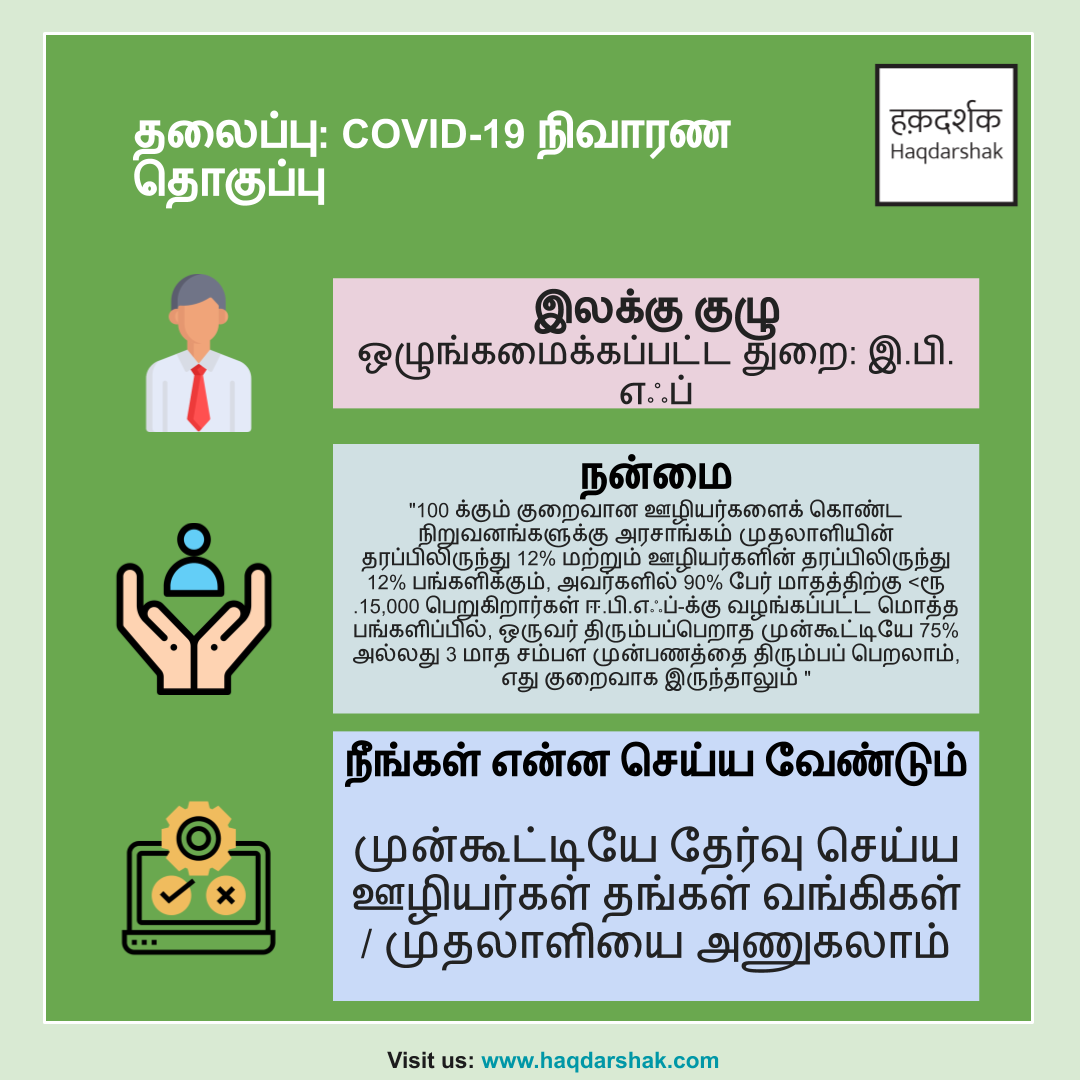 தலைப்பு: COVID-19 நிவாரண
தொகுப்பு
हक़दर्शक
Haqdarshak
இலக்கு குழு
ஒழுங்கமைக்கப்பட்ட துறை: இ.பி.
எஃப்
நன்மை
"100 க்கும் குறைவான ஊழியர்களைக் கொண்ட
நிறுவனங்களுக்கு அரசாங்கம் முதலாளியின்
தரப்பிலிருந்து 12% மற்றும் ஊழியர்களின் தரப்பிலிருந்து
12% பங்களிக்கும், அவர்களில் 90% பேர் மாதத்திற்கு <ரூ
.15,000 பெறுகிறார்கள் ஈ.பி.எஃப்-க்கு வழங்கப்பட்ட மொத்த
பங்களிப்பில், ஒருவர் திரும்பப்பெறாத முன்கூட்டியே 75%
அல்லது 3 மாத சம்பள முன்பணத்தை திரும்பப் பெறலாம்,
எது குறைவாக இருந்தாலும் "
நீங்கள் என்ன செய்ய வேண்டும்
முன்கூட்டியே தேர்வு செய்ய
ஊழியர்கள் தங்கள் வங்கிகள்
/ முதலாளியை அணுகலாம்
Visit us: www.haqdarshak.com